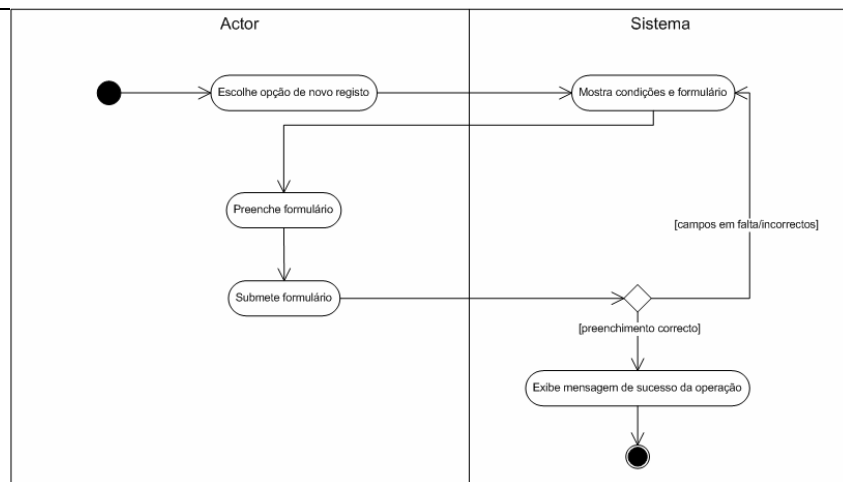 Actor
Sistema
Escolhe opção de novo registo
Mostra condições e formulário
Preenche formulário
[campos em falta/incorrectos]
Submete formulário
[preenchimento correcto]
Exibe mensagem de sucesso da operação